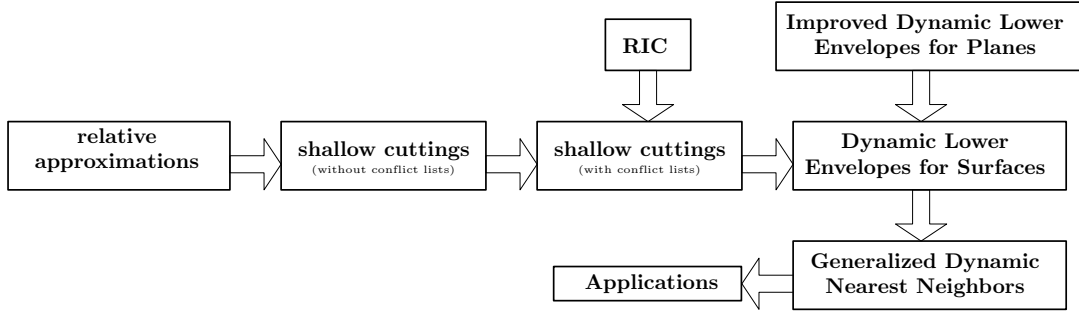 Improved Dynamic Lower
Envelopes for Planes
RIC
relative
approximations
shallow cuttings
(without conflict lists)
shallow cuttings
(with conflict lists)
Dynamic Lower
Envelopes for Surfaces
Generalized Dynamic
Nearest Neighbors
Applications